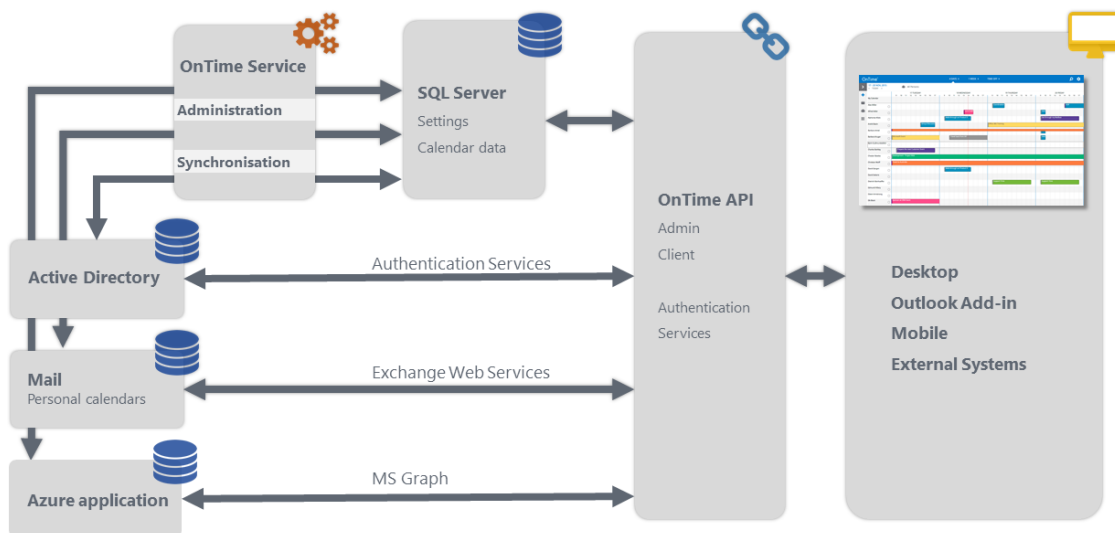 OnTime Service
Administration
Synchronisation
SQL Server
Settings
Calendar data
OnTime API
Admin
Client
Authentication
Services
OnTime
Desktop
Outlook Add-in
Mobile
External Systems
Active Directory
Authentication Services
Mail
Personal calendars
Exchange Web Services
Azure application
MS Graph